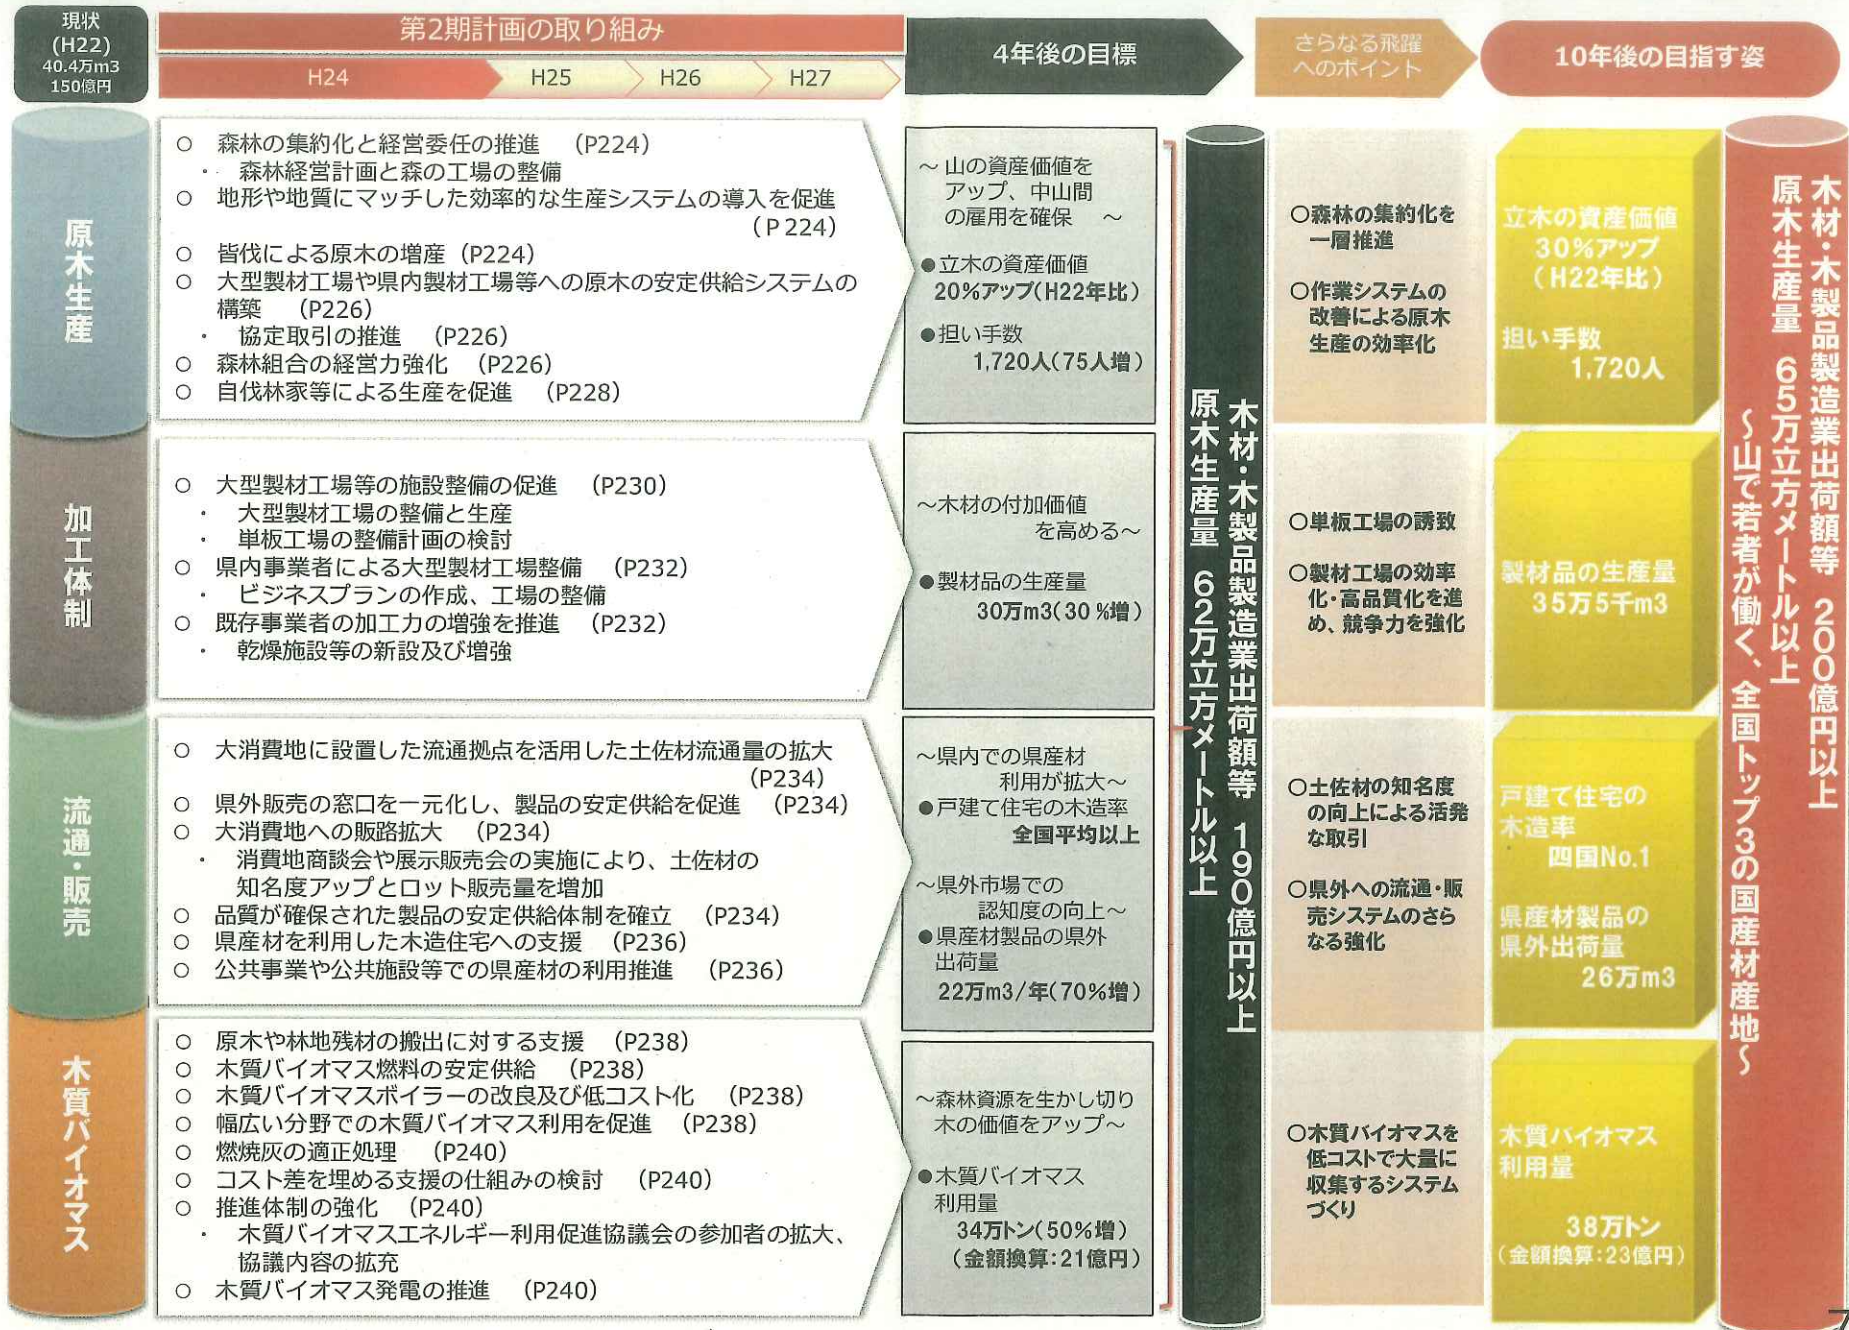 現状
(H22)
40.4万m3
150億円
第2期計画の取り組み
H24
H25
H26
H27
4年後の目標
さらなる飛躍
へのポイント
10年後の目指す姿
原木生産
○ 森林の集約化と経営委任の推進 (P224)
・ 森林経営計画と森の工場の整備
○ 地形や地質にマッチした効率的な生産システムの導入を促進
(P 224)
○ 皆伐による原木の増産 (P224)
○ 大型製材工場や県内製材工場等への原木の安定供給システムの
構築 (P226)
・ 協定取引の推進 (P226)
○ 森林組合の経営力強化 (P226)
○ 自伐林家等による生産を促進 (P228)
～ 山の資産価値を
アップ、中山間
の雇用を確保 ～
●立木の資産価値
20%アップ(H22年比)
●担い手数
1,720人(75人増)
○森林の集約化を
一層推進
○作業システムの
改善による原木
生産の効率化
立木の資産価値
30%アップ
(H22年比)
担い手数
1,720人
加工体制
○ 大型製材工場等の施設整備の促進 (P230)
・ 大型製材工場の整備と生産
・ 単板工場の整備計画の検討
○ 県内事業者による大型製材工場整備 (P232)
・ ビジネスプランの作成、工場の整備
○ 既存事業者の加工力の増強を推進 (P232)
・ 乾燥施設等の新設及び増強
～木材の付加価値
を高める～
●製材品の生産量
30万m3(30%増)
○単板工場の誘致
○製材工場の効率
化・高品質化を進
め、競争力を強化
製材品の生産量
35万5千m3
流通・販売
○ 大消費地に設置した流通拠点を活用した土佐材流通量の拡大
(P234)
○ 県外販売の窓口を一元化し、製品の安定供給を促進 (P234)
○ 大消費地への販路拡大 (P234)
・ 消費地商談会や展示販売会の実施により、土佐材の
知名度アップとロット販売量を増加
○ 品質が確保された製品の安定供給体制を確立 (P234)
○ 県産材を利用した木造住宅への支援 (P236)
○ 公共事業や公共施設等での県産材の利用推進 (P236)
～県内での県産材
利用が拡大～
●戸建て住宅の木造率
全国平均以上
～県外市場での
認知度の向上～
●県産材製品の県外
出荷量
22万m3/年(70%増)
○土佐材の知名度
の向上による活発
な取引
○県外への流通・販
売システムのさら
なる強化
戸建て住宅の
木造率
四国No.1
県産材製品の
県外出荷量
26万m3
木質バイオマス
○ 原木や林地残材の搬出に対する支援 (P238)
○ 木質バイオマス燃料の安定供給 (P238)
○ 木質バイオマスボイラーの改良及び低コスト化 (P238)
○ 幅広い分野での木質バイオマス利用を促進 (P238)
○ 燃焼灰の適正処理 (P240)
○ コスト差を埋める支援の仕組みの検討 (P240)
○ 推進体制の強化 (P240)
・ 木質バイオマスエネルギー利用促進協議会の参加者の拡大、
協議内容の拡充
○ 木質バイオマス発電の推進 (P240)
～森林資源を生かし切り
木の価値をアップ～
●木質バイオマス
利用量
34万トン(50%増)
(金額換算:21億円)
○木質バイオマスを
低コストで大量に
収集するシステム
づくり
木質バイオマス
利用量
38万トン
(金額換算:23億円)
木材・木製品製造業出荷額等 190億円以上
原木生産量 62万立方メートル以上
木材・木製品製造業出荷額等 200億円以上
原木生産量 65万立方メートル以上
～山で若者が働く、全国トップ3の国産材産地～
7